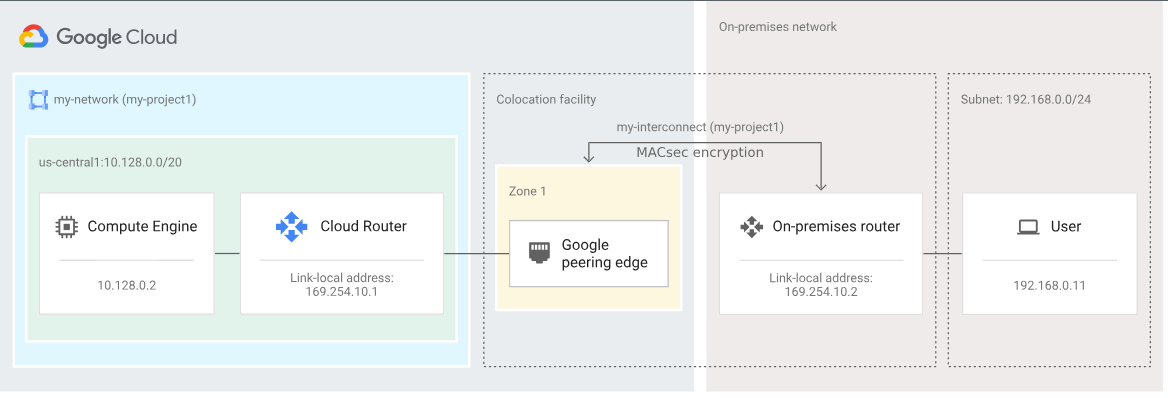 Google Cloud
On-premises network
my-network (my-project1)
Colocation facility
Subnet: 192.168.0.0/24
my-interconnect (my-project1)
MACsec encryption
us-central1:10.128.0.0/20
Zone 1
Compute Engine
10.128.0.2
Cloud Router
Link-local address:
169.254.10.1
Google
peering edge
On-premises router
Link-local address:
169.254.10.2
User
192.168.0.11